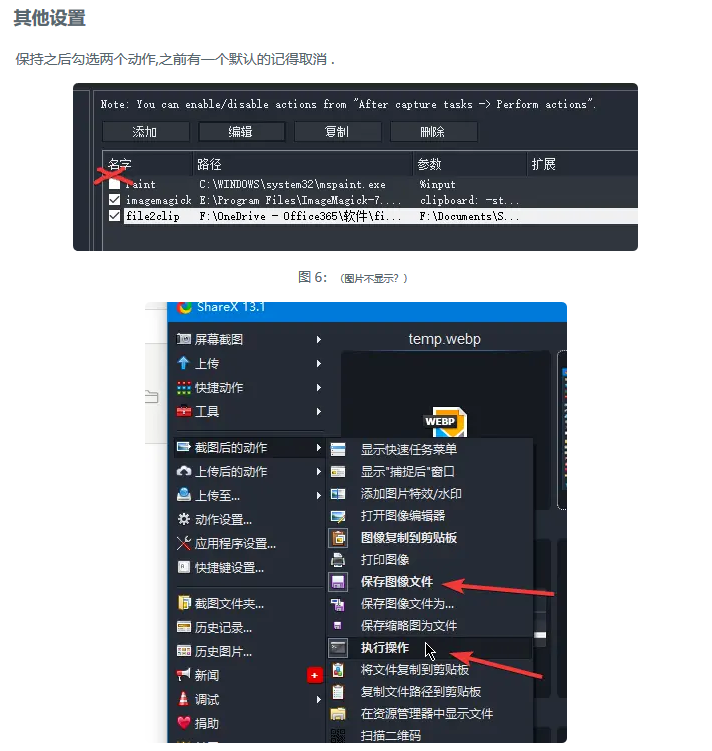 其他设置
保持之后勾选两个动作,之前有一个默认的记得取消 .
Note: You can enable/disable actions from "After capture tasks -> Perform actions".
添加 编辑 复制 删除
名字 路径 参数 扩展
Paint C:\WINDOWS\system32\mspaint.exe %input
imagemagick E:\Program Files\ImageMagick-7.... clipboard: -st...
file2clip F:\OneDrive - Office365\软件\fi... F:\Documents\S...
图 6: （图片不显示？）
ShareX 13.1
屏幕截图
上传
快捷动作
工具
截图后的动作
上传后的动作
上传至...
动作设置...
应用程序设置...
快捷键设置...
截图文件夹...
历史记录...
历史图片...
新闻
+
调试
捐助
temp.webp
WEBP
显示快速任务菜单
显示"捕捉后"窗口
添加图片特效/水印
打开图像编辑器
图像复制到剪贴板
打印图像
保存图像文件
保存图像文件为...
保存缩略图为文件
执行操作
将文件复制到剪贴板
复制文件路径到剪贴板
在资源管理器中显示文件
扫描二维码